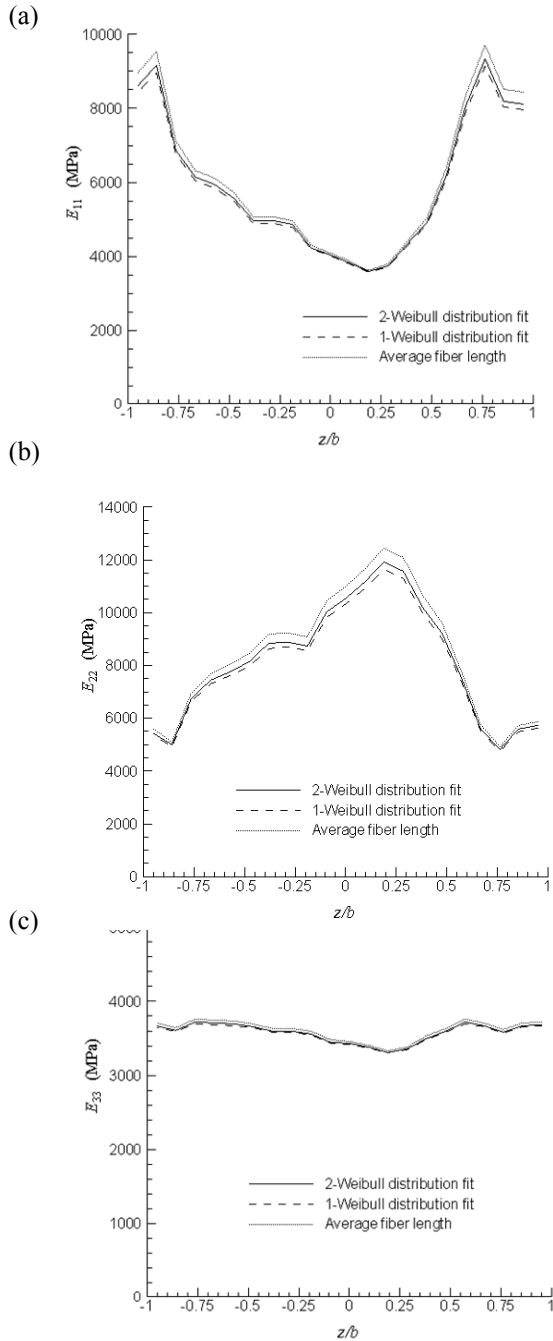 (a)
10000
8000
6000
4000
2000
0
E11 (MPa)
2-Weibull distribution fit
1-Weibull distribution fit
Average fiber length
-1 -0.75 -0.5 -0.25 0 0.25 0.5 0.75 1
z/b
(b)
14000
12000
10000
8000
6000
4000
2000
0
E22 (MPa)
2-Weibull distribution fit
1-Weibull distribution fit
Average fiber length
-1 -0.75 -0.5 -0.25 0 0.25 0.5 0.75 1
z/b
(c)
4000
3000
2000
1000
0
E33 (MPa)
2-Weibull distribution fit
1-Weibull distribution fit
Average fiber length
-1 -0.75 -0.5 -0.25 0 0.25 0.5 0.75 1
z/b